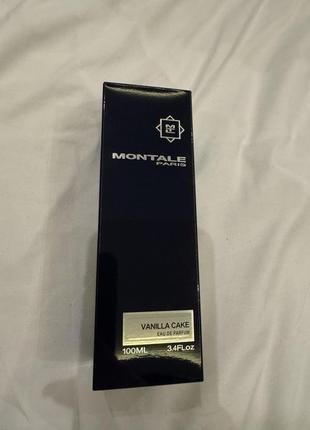 MONTALE
PARIS
VANILLA CAKE
EAU DE PARFUM
100ML 3.4FLoz